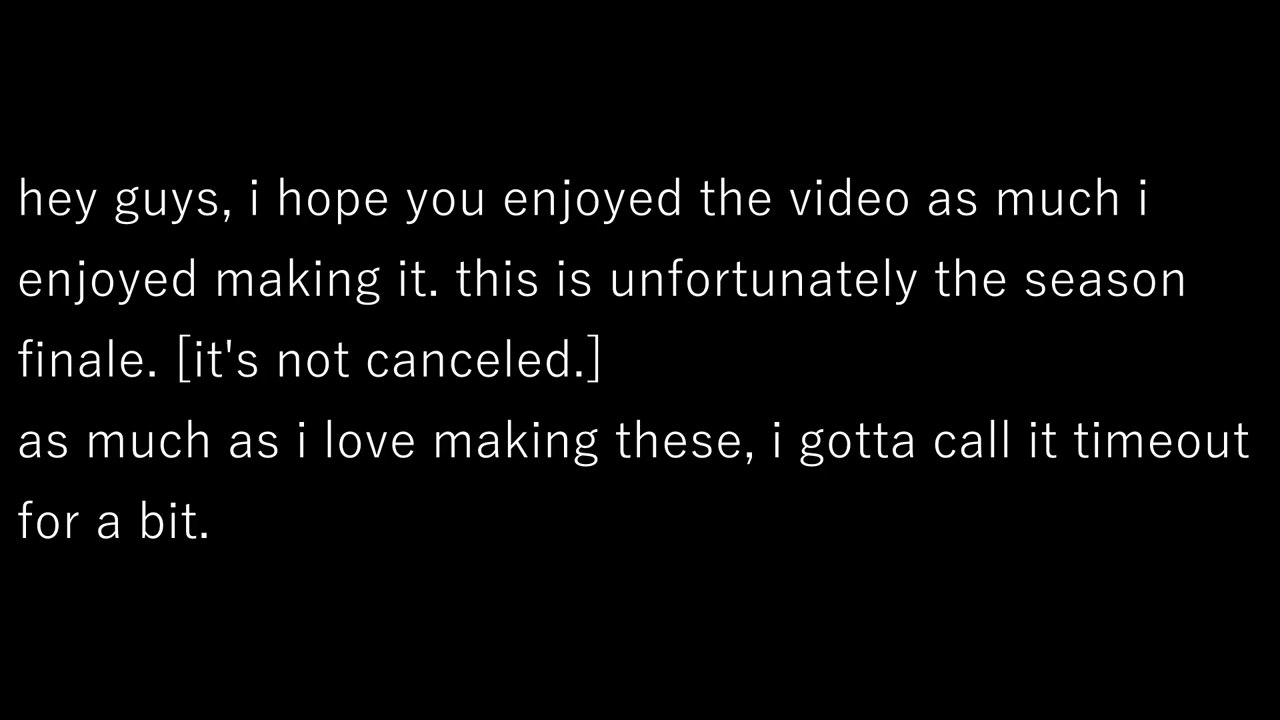 hey guys, i hope you enjoyed the video as much i
enjoyed making it. this is unfortunately the season
finale. [it's not canceled.]
as much as i love making these, i gotta call it timeout
for a bit.